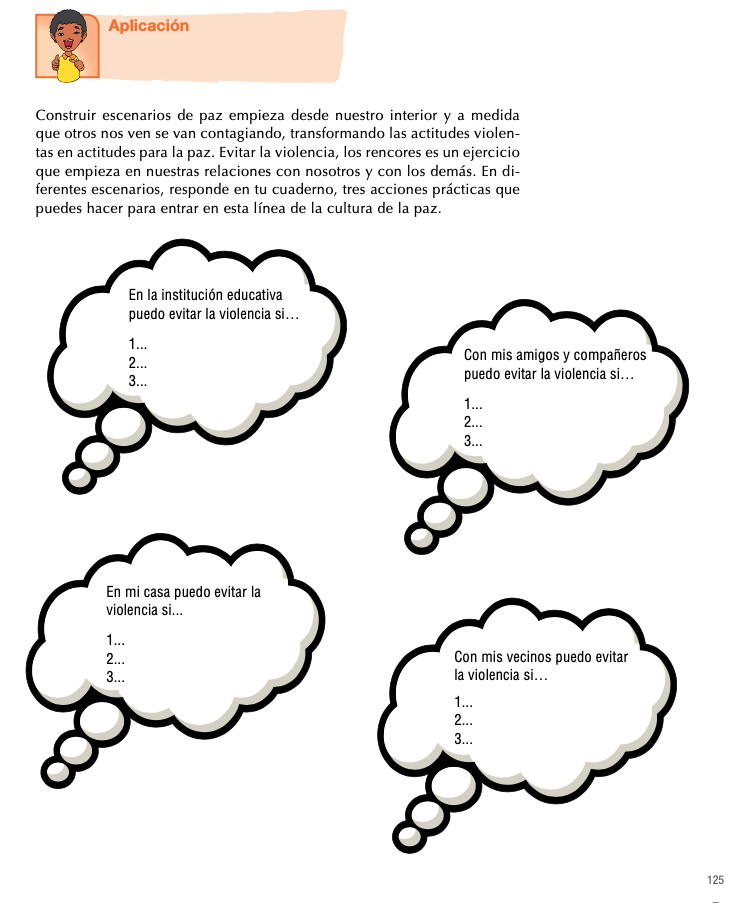 Aplicación
Construir escenarios de paz empieza desde nuestro interior y a medida
que otros nos ven se van contagiando, transformando las actitudes violen-
tas en actitudes para la paz. Evitar la violencia, los rencores es un ejercicio
que empieza en nuestras relaciones con nosotros y con los demás. En di-
ferentes escenarios, responde en tu cuaderno, tres acciones prácticas que
puedes hacer para entrar en esta línea de la cultura de la paz.
En la institución educativa
puedo evitar la violencia si…
1...
2...
3...
Con mis amigos y compañeros
puedo evitar la violencia si…
1...
2...
3...
En mi casa puedo evitar la
violencia si...
1...
2...
3...
Con mis vecinos puedo evitar
la violencia si…
1...
2...
3...
125